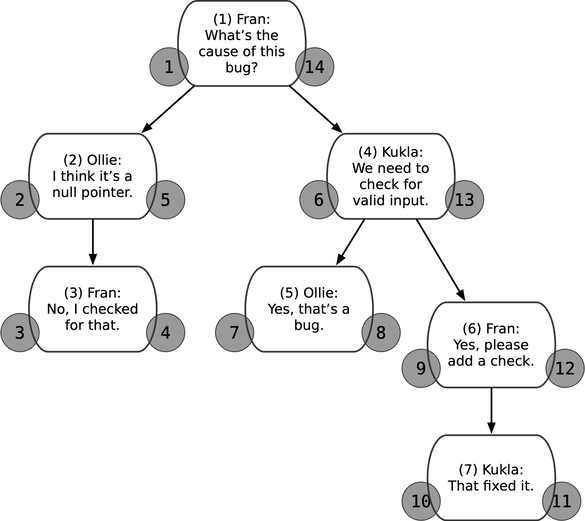 (1) Fran:
What's the
cause of this
bug?
1
14
(2) Ollie:
I think it's a
null pointer.
2
5
(4) Kukla:
We need to
check for
valid input.
6
13
(3) Fran:
No, I checked
for that.
3
4
(5) Ollie:
Yes, that's a
bug.
7
8
(6) Fran:
Yes, please
add a check.
9
12
(7) Kukla:
That fixed it.
10
11